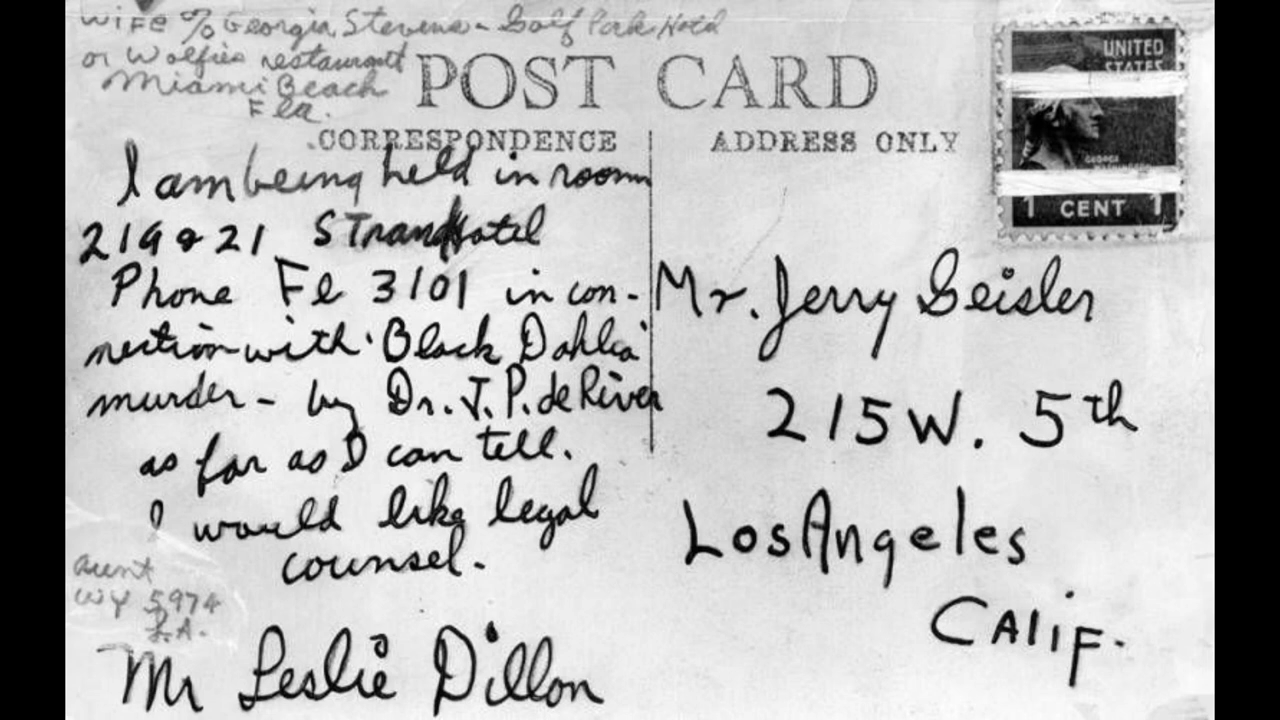 wife % Georgia Stevens - Golf Park Hotel
or Wolfies restaurant
Miami Beach
Fla.
POST CARD
CORRESPONDENCE
ADDRESS ONLY
UNITED
STATES
GEORGE
1 CENT 1
I am being held in room
219 & 21 Strand Hotel
Phone Fe 3101 in con-
nection with 'Black Dahlia'
murder - by Dr. J. P. de River
as far as I can tell.
I would like legal
counsel.
aunt
WY 5974
L.A.
Mr Leslie Dillon
Mr. Jerry Geisler
215 W. 5th
Los Angeles
Calif.